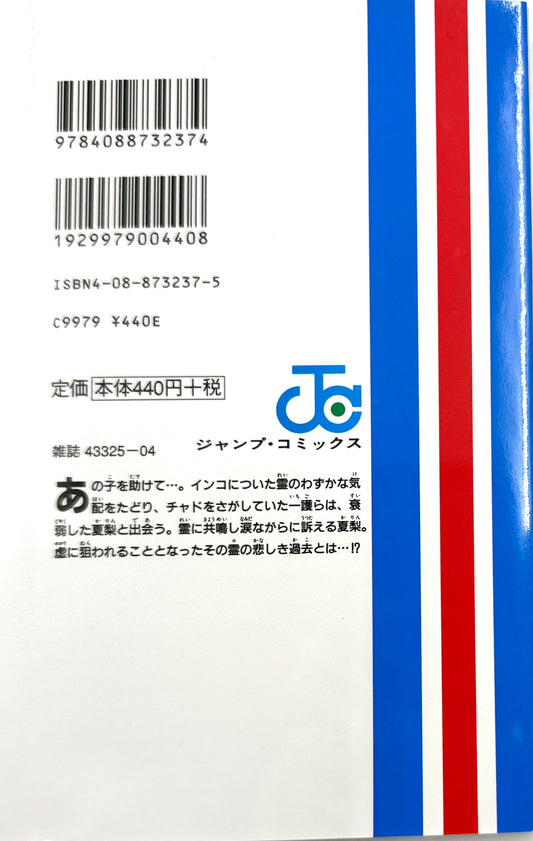 9784088732374
1929979004408
ISBN4-08-873237-5
C9979 ¥440E
定価 本体440円+税
雑誌 43325-04
JC
ジャンプ・コミックス
あの子を助けて…。インコについた霊のわずかな気
配をたどり、チャドをさがしていた一護らは、衰
弱した夏梨と出会う。霊に共鳴し涙ながらに訴える夏梨。
虚に狙われることとなったその霊の悲しき過去とは…!?